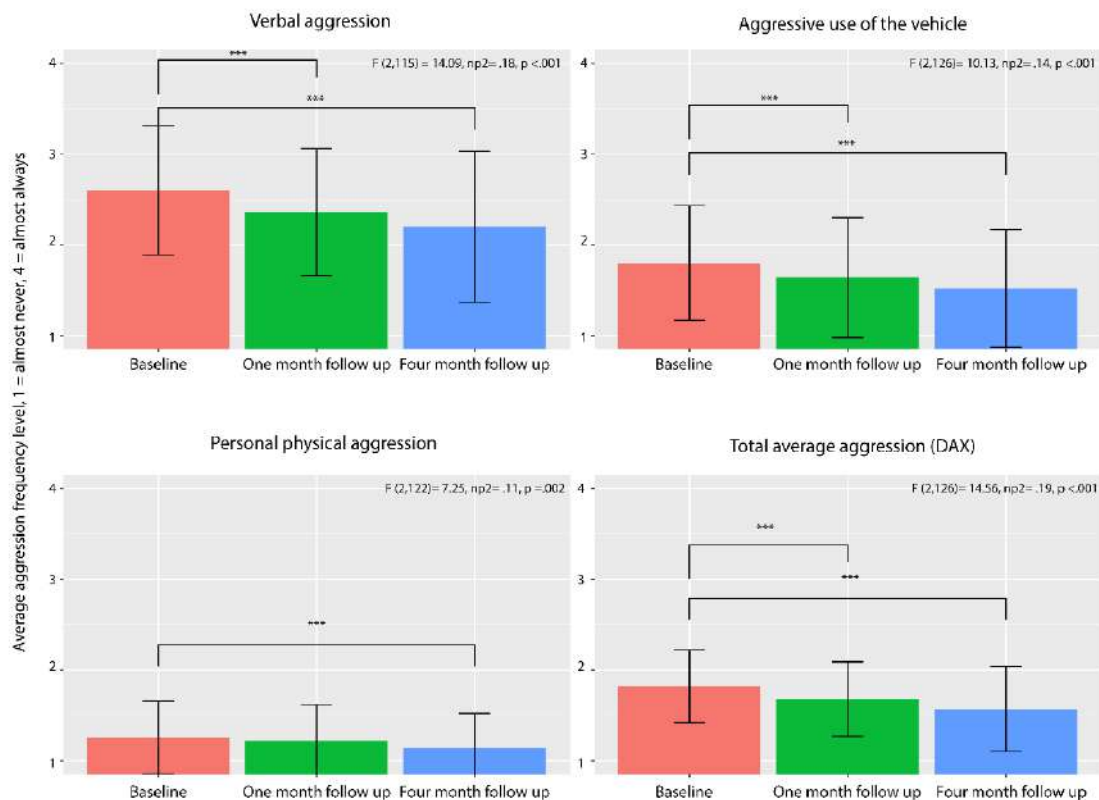 Average aggression frequency level, 1 = almost never, 4 = almost always
Verbal aggression
F (2,115) = 14.09, np2= .18, p <.001
***
***
4
3
2
1
Baseline
One month follow up
Four month follow up
Aggressive use of the vehicle
F (2,126)= 10.13, np2= .14, p <.001
***
***
4
3
2
1
Baseline
One month follow up
Four month follow up
Personal physical aggression
F (2,122)= 7.25, np2= .11, p =.002
***
4
3
2
1
Baseline
One month follow up
Four month follow up
Total average aggression (DAX)
F (2,126)= 14.56, np2= .19, p <.001
***
***
4
3
2
1
Baseline
One month follow up
Four month follow up